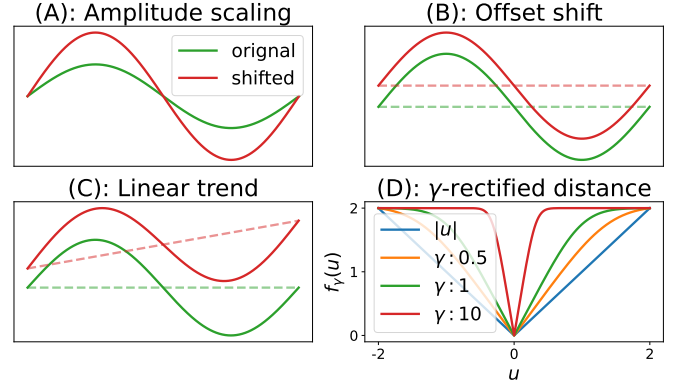 (A): Amplitude scaling
orignal
shifted
(B): Offset shift
(C): Linear trend
(D): γ-rectified distance
2
1
0
fγ(u)
|u|
γ : 0.5
γ : 1
γ : 10
-2
0
2
u